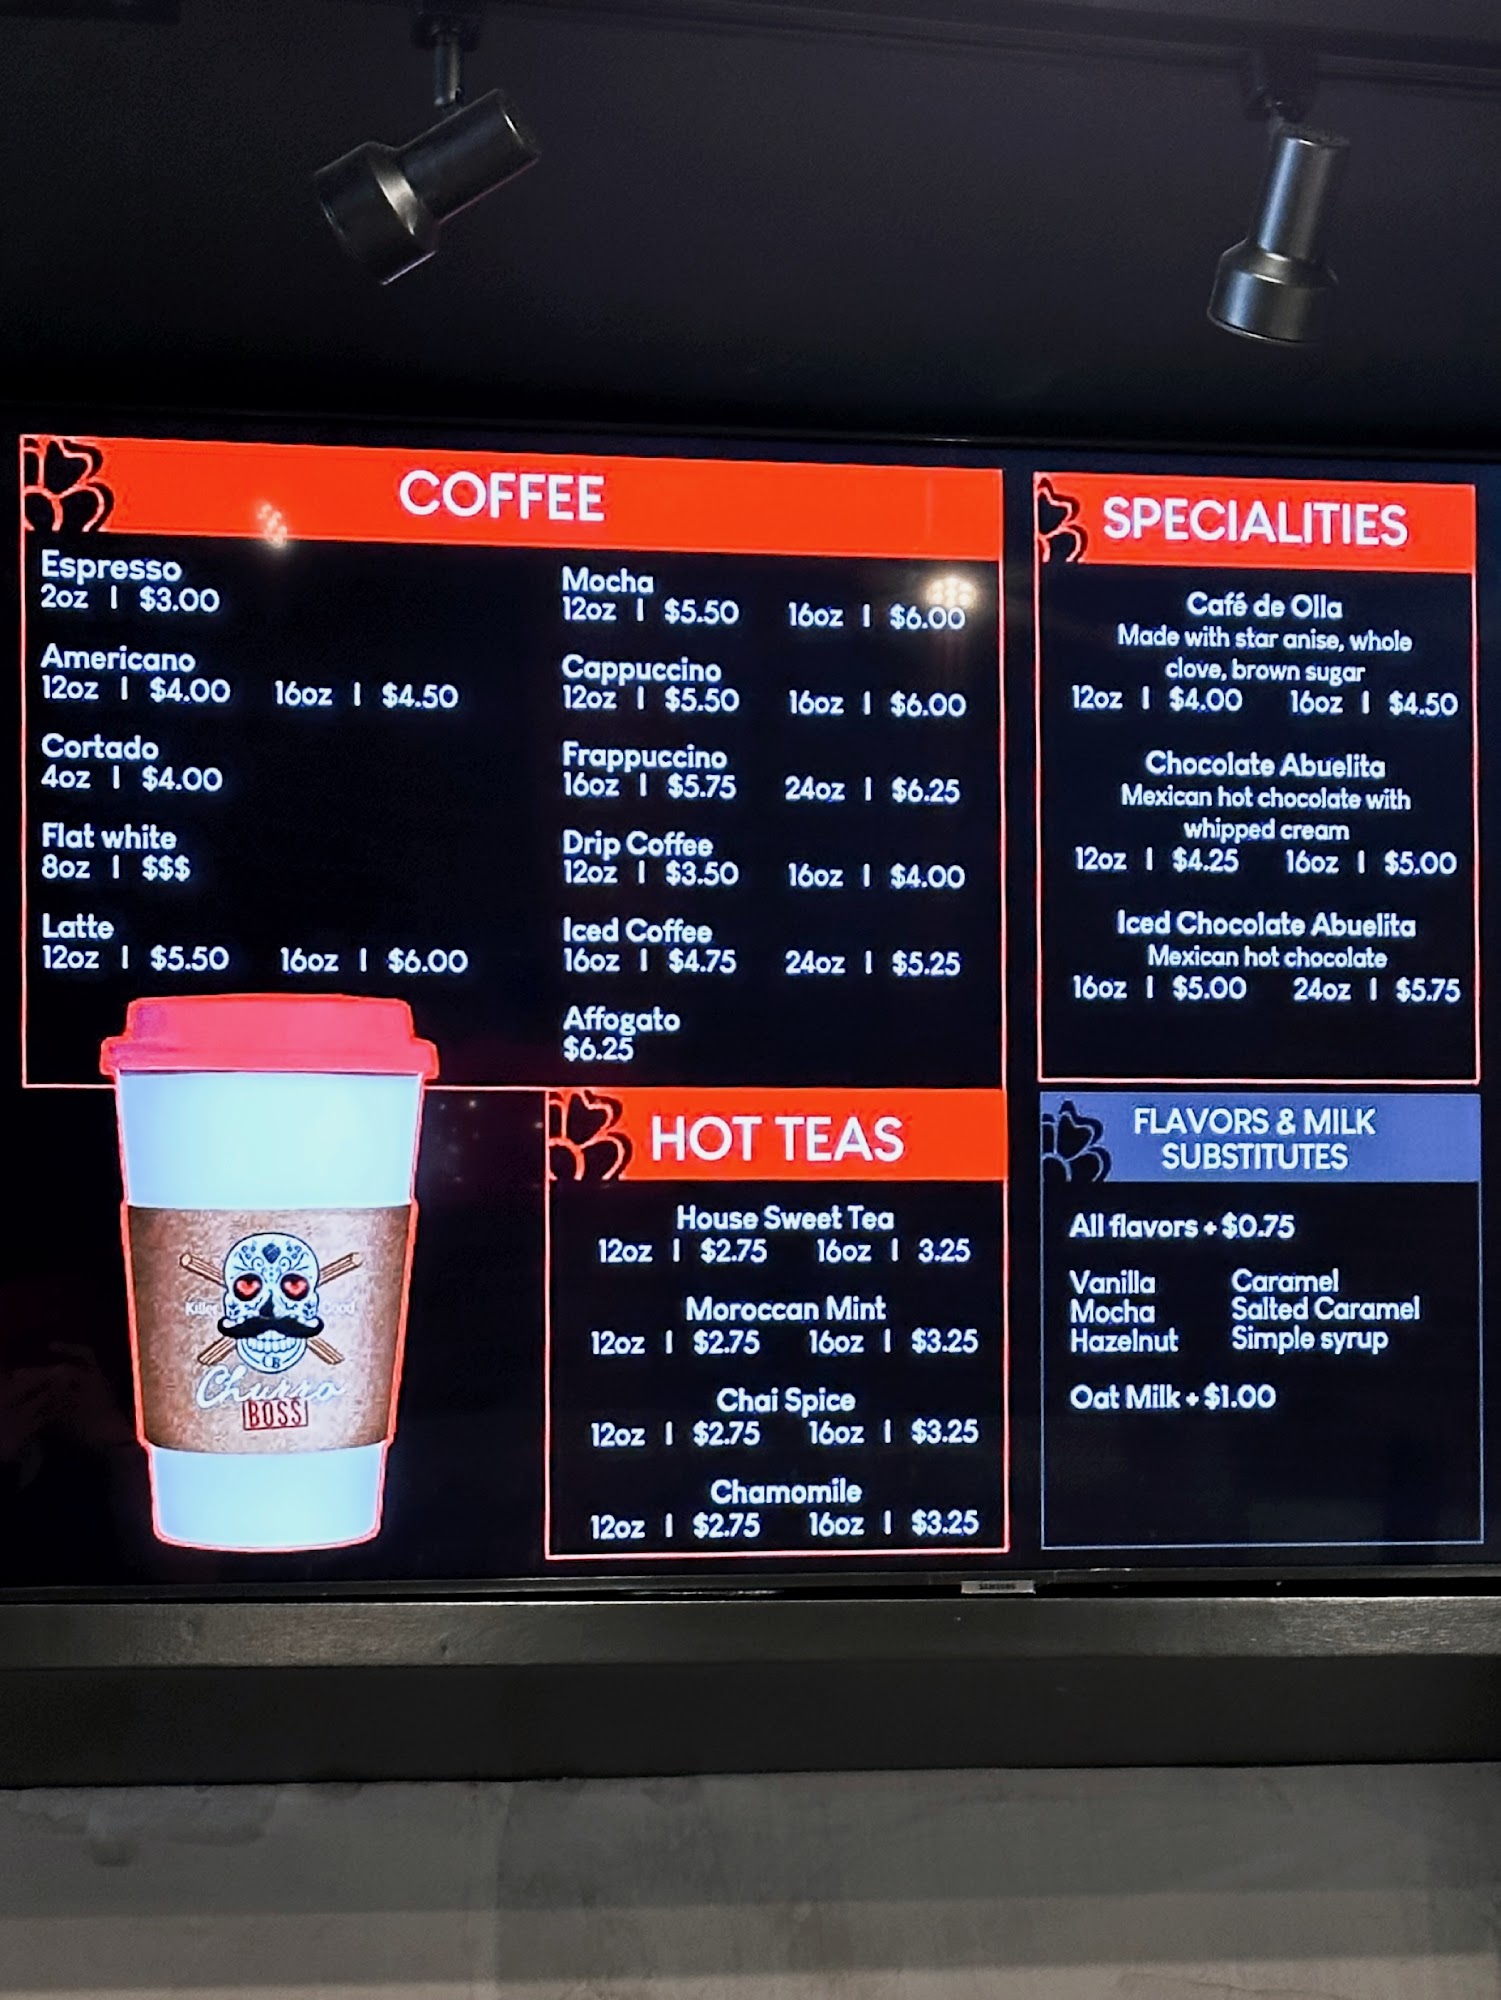 COFFEE
Espresso
2oz | $3.00
Americano
12oz | $4.00 16oz | $4.50
Cortado
4oz | $4.00
Flat white
8oz | $$$
Latte
12oz | $5.50 16oz | $6.00
Mocha
12oz | $5.50 16oz | $6.00
Cappuccino
12oz | $5.50 16oz | $6.00
Frappuccino
16oz | $5.75 24oz | $6.25
Drip Coffee
12oz | $3.50 16oz | $4.00
Iced Coffee
16oz | $4.75 24oz | $5.25
Affogato
$6.25
SPECIALITIES
Café de Olla
Made with star anise, whole
clove, brown sugar
12oz | $4.00 16oz | $4.50
Chocolate Abuelita
Mexican hot chocolate with
whipped cream
12oz | $4.25 16oz | $5.00
Iced Chocolate Abuelita
Mexican hot chocolate
16oz | $5.00 24oz | $5.75
Killer Good
CB
Churro
BOSS
HOT TEAS
House Sweet Tea
12oz | $2.75 16oz | 3.25
Moroccan Mint
12oz | $2.75 16oz | $3.25
Chai Spice
12oz | $2.75 16oz | $3.25
Chamomile
12oz | $2.75 16oz | $3.25
FLAVORS & MILK
SUBSTITUTES
All flavors + $0.75
Vanilla Caramel
Mocha Salted Caramel
Hazelnut Simple syrup
Oat Milk + $1.00
SAMSUNG